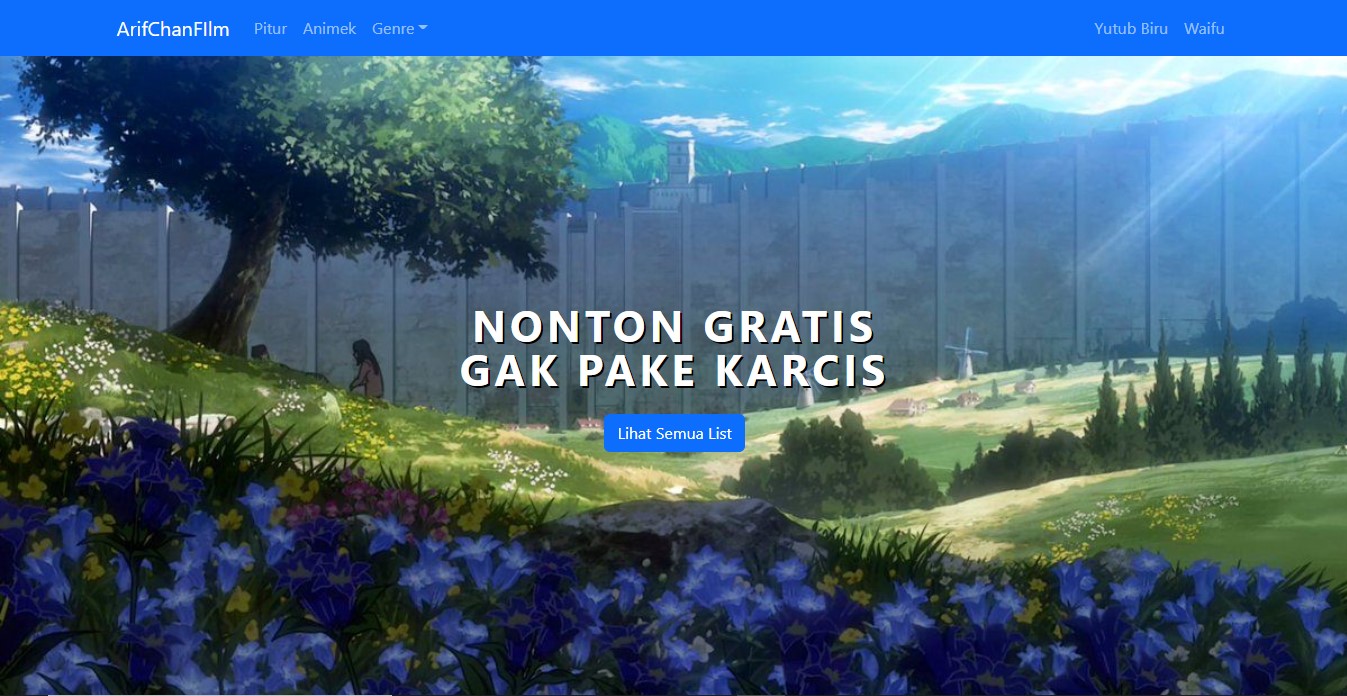 ArifChanFIlm Pitur Animek Genre Yutub Biru Waifu
NONTON GRATIS
GAK PAKE KARCIS
Lihat Semua List